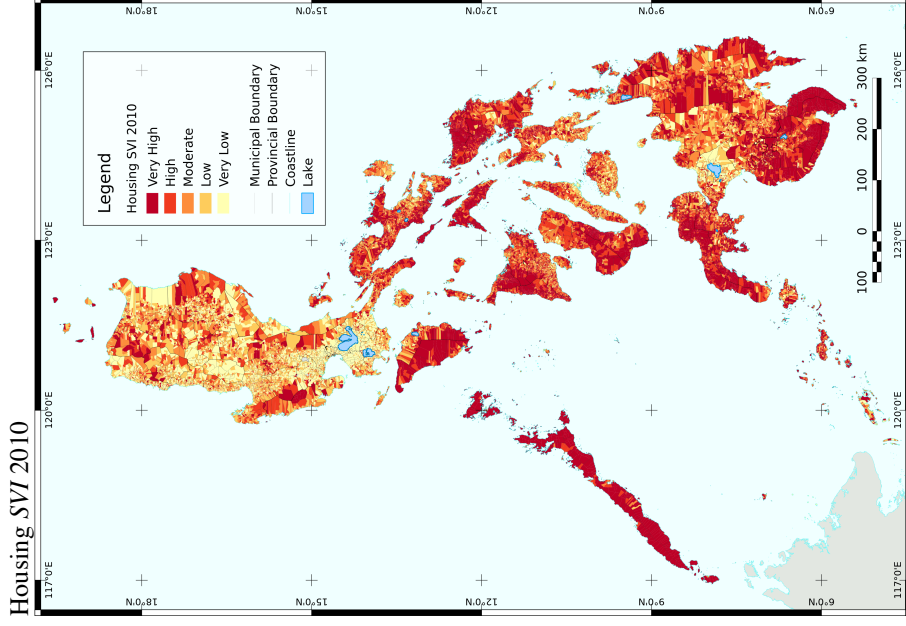 Housing SVI 2010
117°0'E 120°0'E 123°0'E 126°0'E
18°0'N 18°0'N
Legend
Housing SVI 2010
Very High
High
Moderate
Low
Very Low
Municipal Boundary
Provincial Boundary
Coastline
Lake
15°0'N 15°0'N
12°0'N 12°0'N
9°0'N 9°0'N
6°0'N 6°0'N
100 0 100 200 300 km
117°0'E 120°0'E 123°0'E 126°0'E